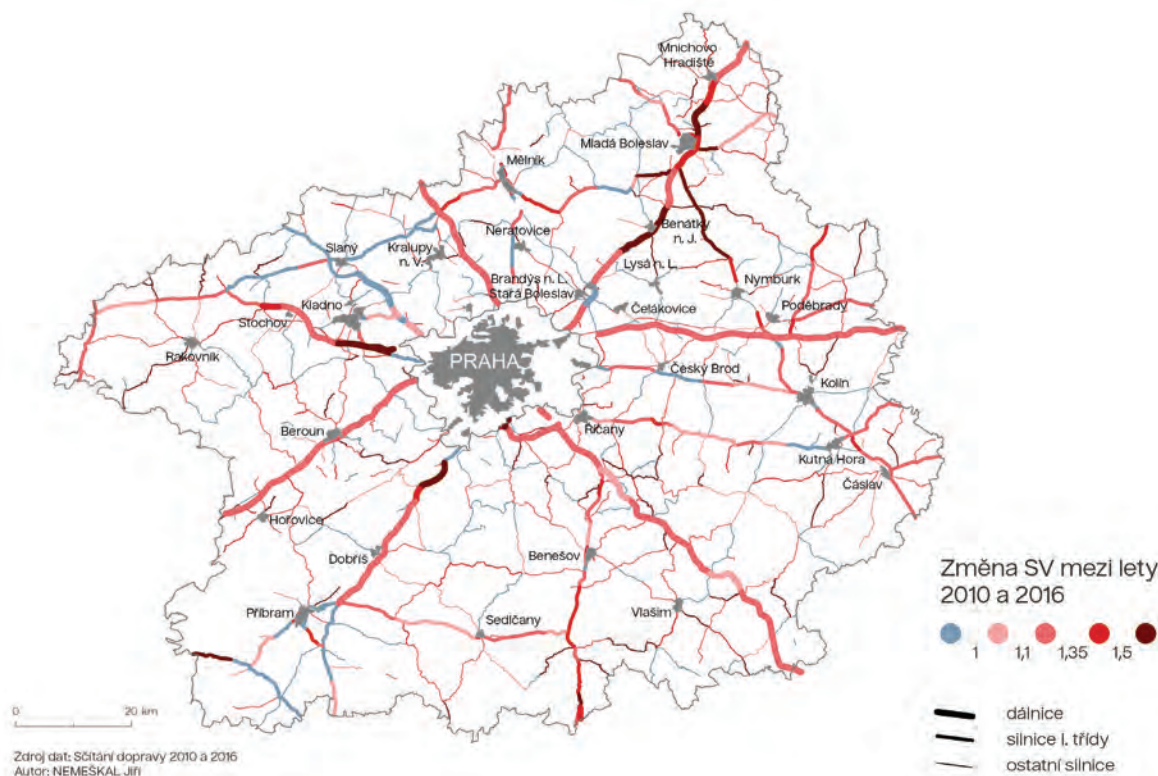 Mnichovo
Hradiště
Mladá Boleslav
Mělník
Benátky
n. J.
Neratovice
Slaný
Kralupy
n. V.
Lysá n. L.
Brandýs n. L.
Stará Boleslav
Nymburk
Kladno
Čelákovice
Poděbrady
Stochov
Rakovník
PRAHA
Český Brod
Kolín
Beroun
Říčany
Kutná Hora
Čáslav
Hořovice
Dobříš
Benešov
Příbram
Sedlčany
Vlašim
Změna SV mezi lety
2010 a 2016
1 1,1 1,35 1,5
dálnice
silnice I. třídy
ostatní silnice
0 20 km
Zdroj dat: Sčítání dopravy 2010 a 2016
Autor: NEMEŠKAL Jiří